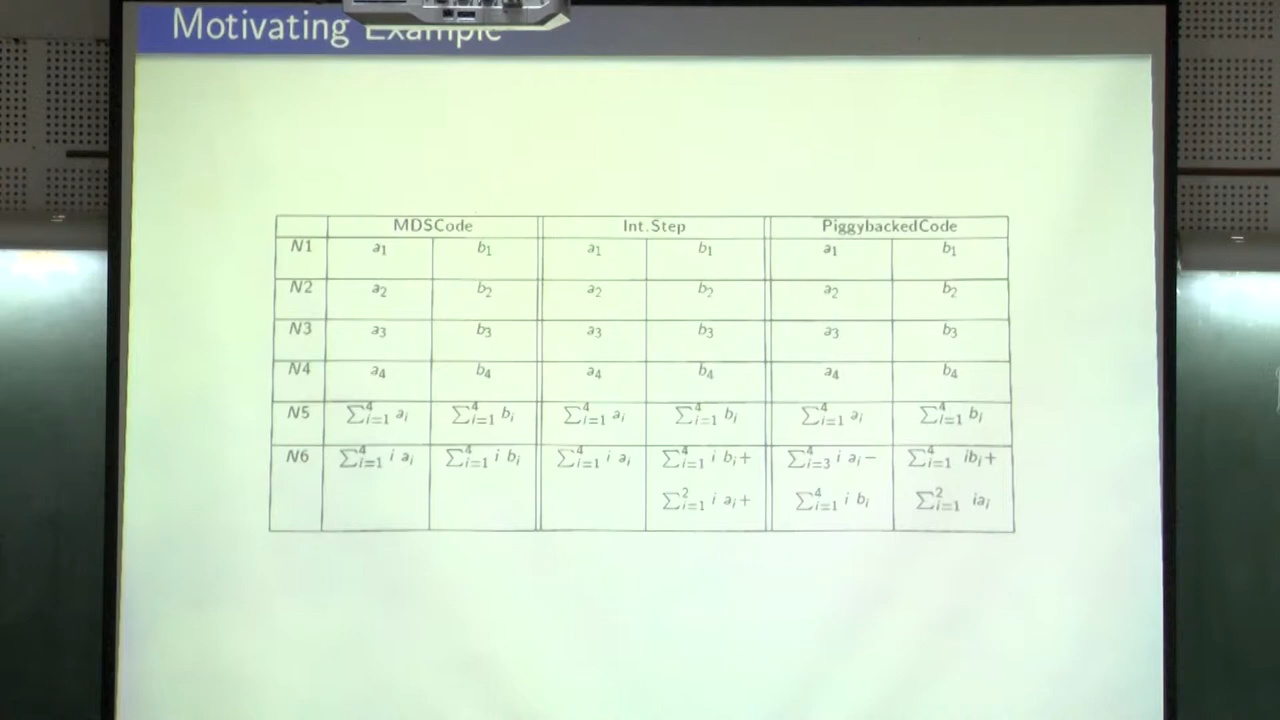 Motivating Example
MDSCode Int.Step PiggybackedCode
N1 a₁ b₁ a₁ b₁ a₁ b₁
N2 a₂ b₂ a₂ b₂ a₂ b₂
N3 a₃ b₃ a₃ b₃ a₃ b₃
N4 a₄ b₄ a₄ b₄ a₄ b₄
N5 ∑⁴ᵢ₌₁ aᵢ ∑⁴ᵢ₌₁ bᵢ ∑⁴ᵢ₌₁ aᵢ ∑⁴ᵢ₌₁ bᵢ ∑⁴ᵢ₌₁ aᵢ ∑⁴ᵢ₌₁ bᵢ
N6 ∑⁴ᵢ₌₁ i aᵢ ∑⁴ᵢ₌₁ i bᵢ ∑⁴ᵢ₌₁ i aᵢ ∑⁴ᵢ₌₁ i bᵢ+ ∑⁴ᵢ₌₃ i aᵢ− ∑⁴ᵢ₌₁ ibᵢ+
∑²ᵢ₌₁ i aᵢ+ ∑⁴ᵢ₌₁ i bᵢ ∑²ᵢ₌₁ iaᵢ